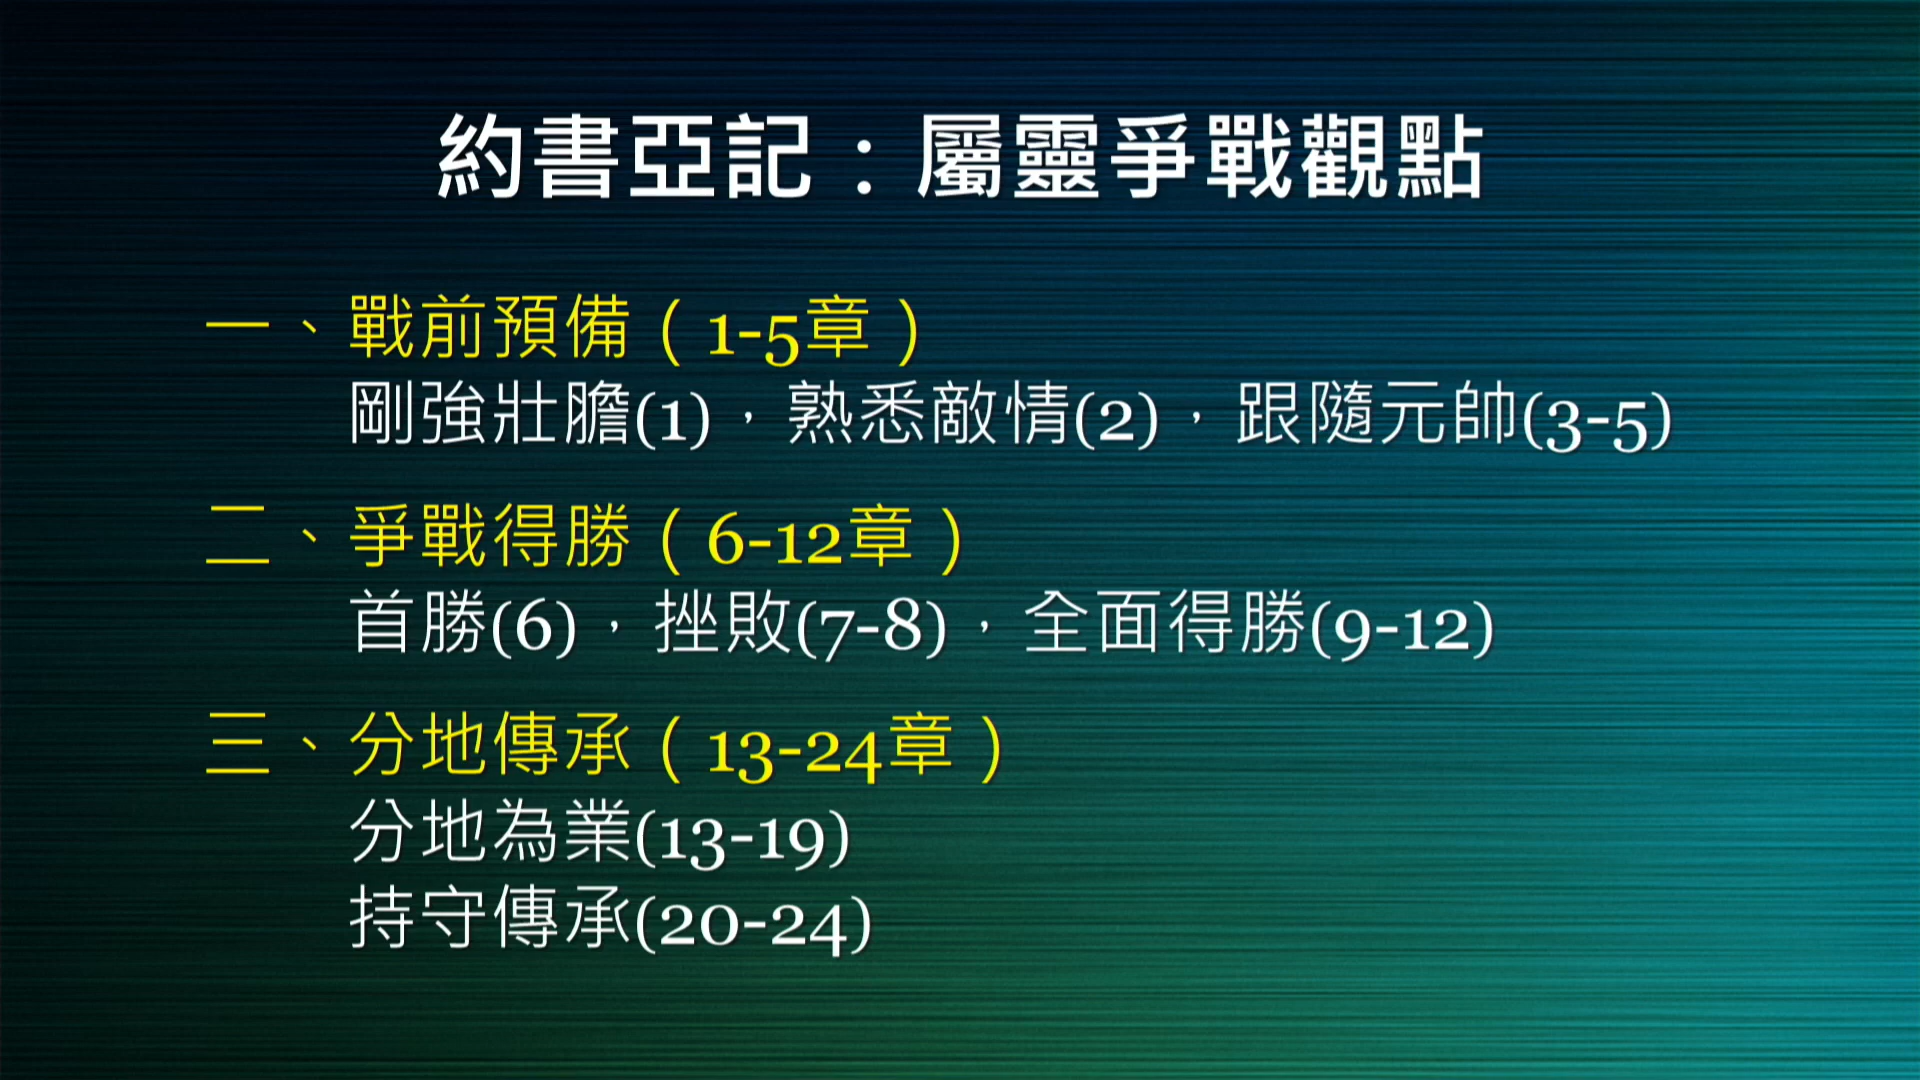 約書亞記：屬靈爭戰觀點
一、戰前預備（1-5章）
剛強壯膽(1)，熟悉敵情(2)，跟隨元帥(3-5)
二、爭戰得勝（6-12章）
首勝(6)，挫敗(7-8)，全面得勝(9-12)
三、分地傳承（13-24章）
分地為業(13-19)
持守傳承(20-24)